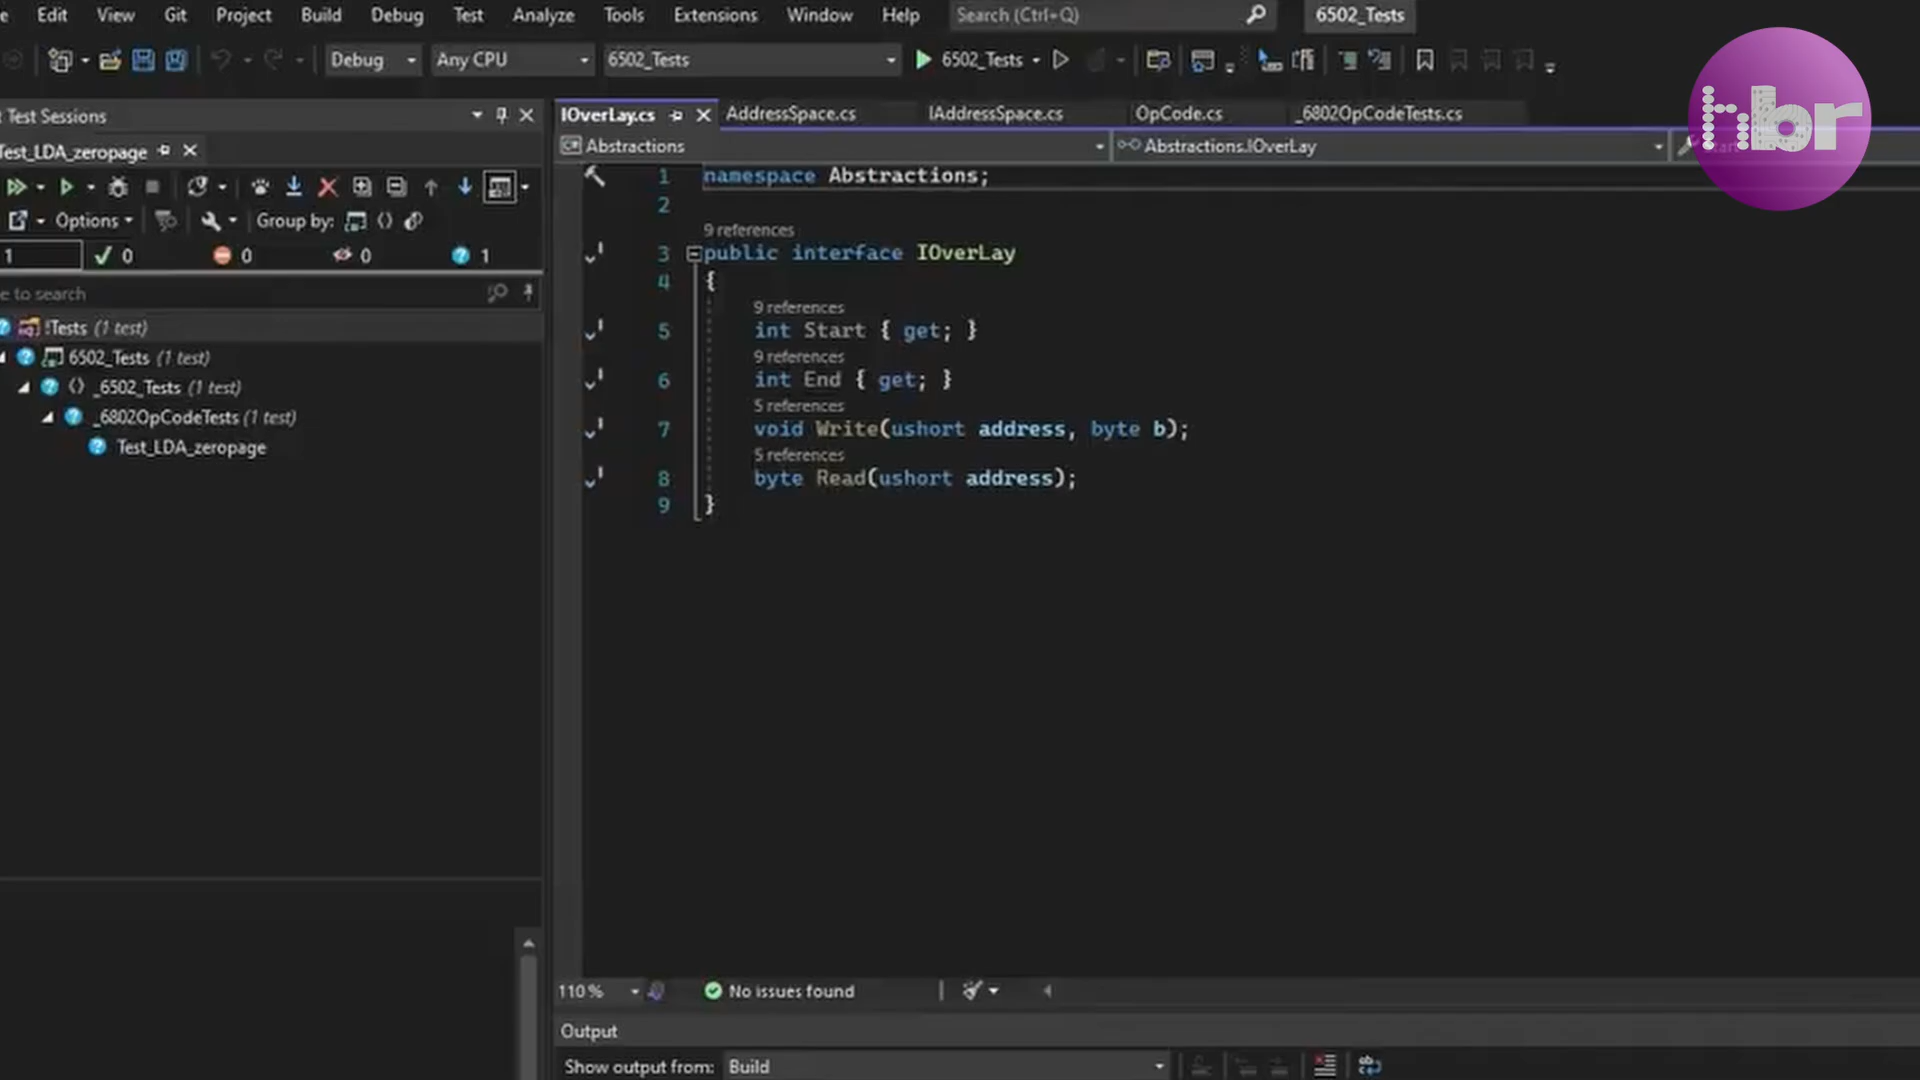 Edit View Git Project Build Debug Test Analyze Tools Extensions Window Help Search (Ctrl+Q) 6502_Tests
Debug Any CPU 6502_Tests 6502_Tests
Test Sessions
IOverLay.cs AddressSpace.cs IAddressSpace.cs OpCode.cs _6802OpCodeTests.cs
hbr
Test_LDA_zeropage
Abstractions Abstractions.IOverLay
Options Group by:
1 0 0 0 1
e to search
!Tests (1 test)
6502_Tests (1 test)
_6502_Tests (1 test)
_6802OpCodeTests (1 test)
Test_LDA_zeropage
1 namespace Abstractions;
2
9 references
3 public interface IOverLay
4 {
9 references
5 int Start { get; }
9 references
6 int End { get; }
5 references
7 void Write(ushort address, byte b);
5 references
8 byte Read(ushort address);
9 }
110 % No issues found
Output
Show output from: Build